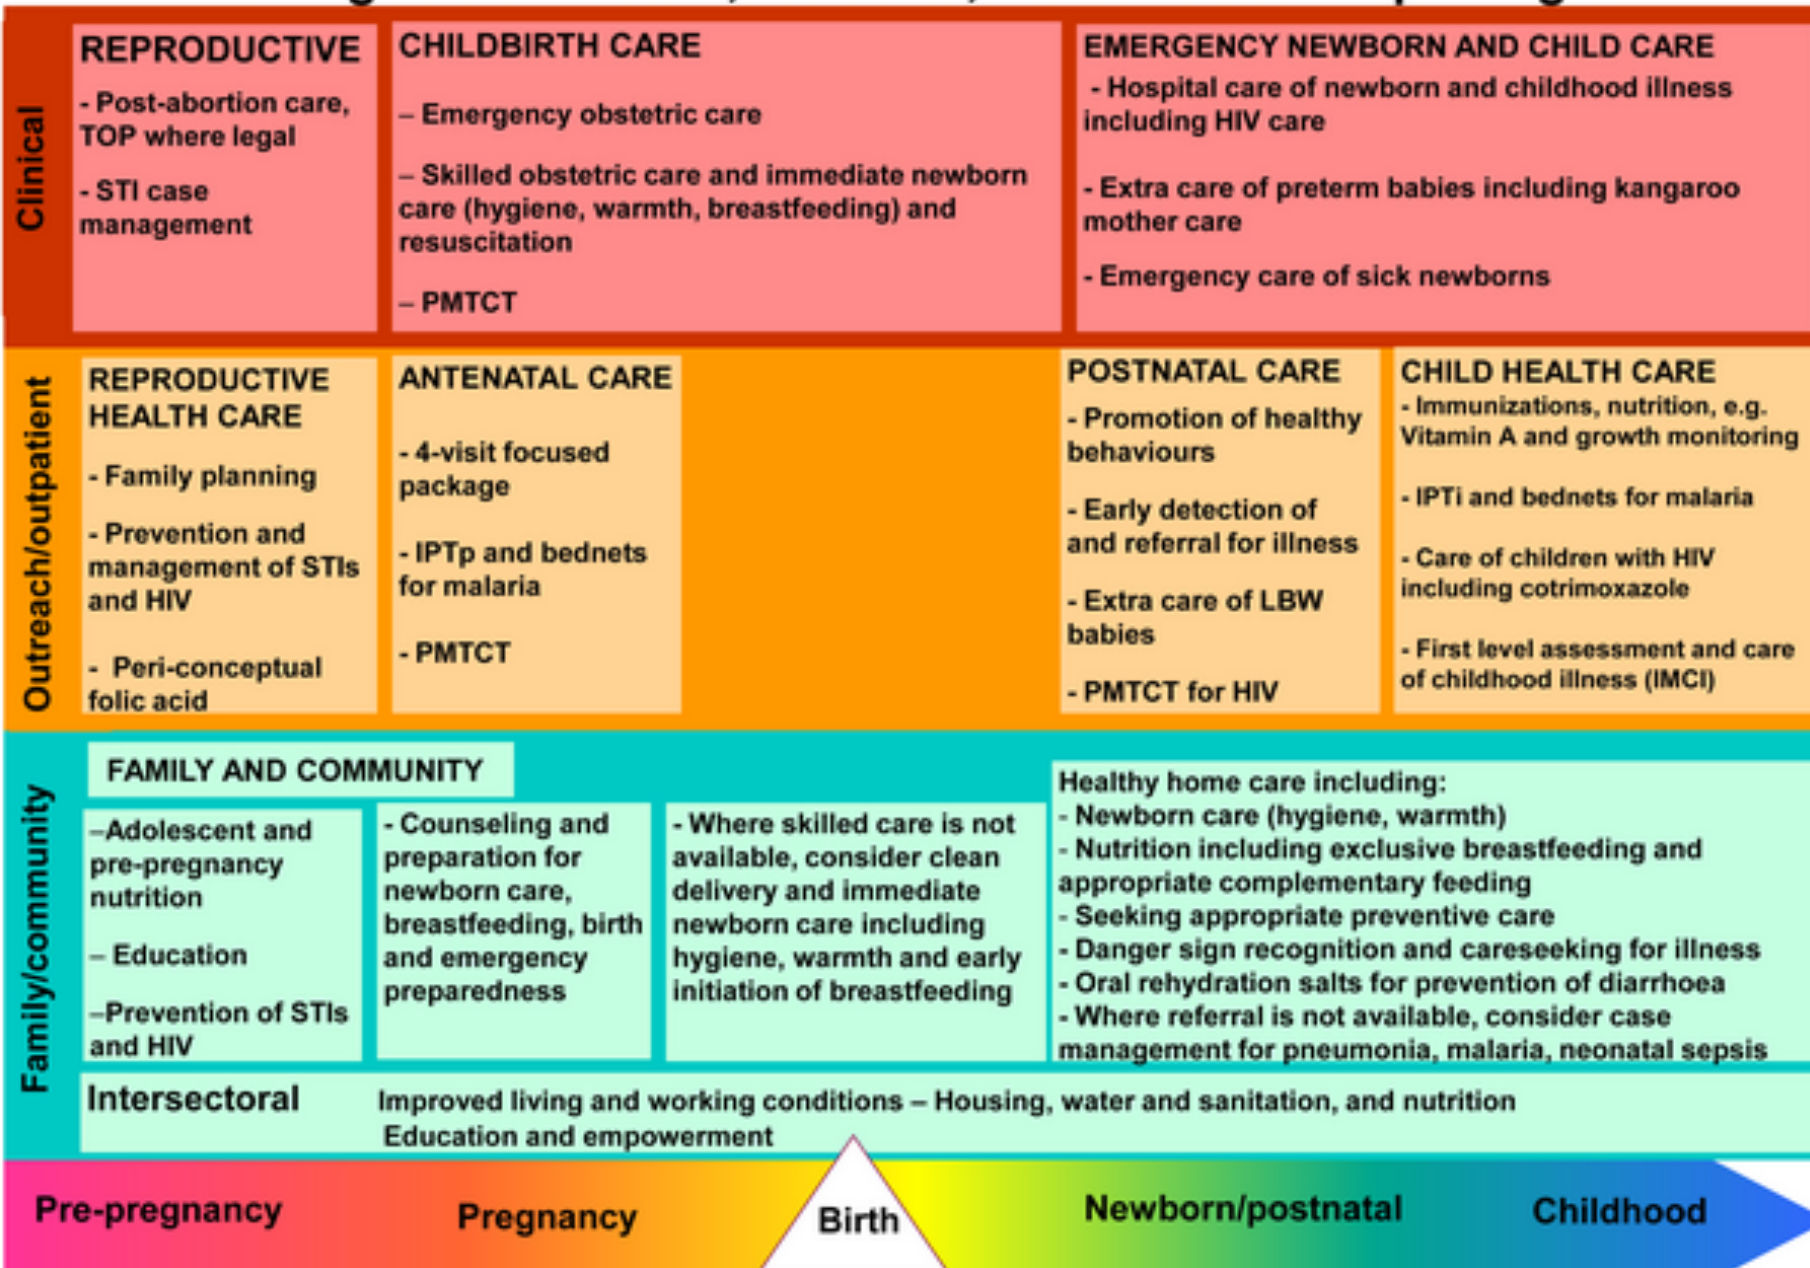 Clinical
REPRODUCTIVE
- Post-abortion care,
TOP where legal
- STI case
management
CHILDBIRTH CARE
– Emergency obstetric care
– Skilled obstetric care and immediate newborn
care (hygiene, warmth, breastfeeding) and
resuscitation
– PMTCT
EMERGENCY NEWBORN AND CHILD CARE
- Hospital care of newborn and childhood illness
including HIV care
- Extra care of preterm babies including kangaroo
mother care
- Emergency care of sick newborns
Outreach/outpatient
REPRODUCTIVE
HEALTH CARE
- Family planning
- Prevention and
management of STIs
and HIV
- Peri-conceptual
folic acid
ANTENATAL CARE
- 4-visit focused
package
- IPTp and bednets
for malaria
- PMTCT
POSTNATAL CARE
- Promotion of healthy
behaviours
- Early detection of
and referral for illness
- Extra care of LBW
babies
- PMTCT for HIV
CHILD HEALTH CARE
- Immunizations, nutrition, e.g.
Vitamin A and growth monitoring
- IPTi and bednets for malaria
- Care of children with HIV
including cotrimoxazole
- First level assessment and care
of childhood illness (IMCI)
Family/community
FAMILY AND COMMUNITY
–Adolescent and
pre-pregnancy
nutrition
– Education
–Prevention of STIs
and HIV
- Counseling and
preparation for
newborn care,
breastfeeding, birth
and emergency
preparedness
- Where skilled care is not
available, consider clean
delivery and immediate
newborn care including
hygiene, warmth and early
initiation of breastfeeding
Healthy home care including:
- Newborn care (hygiene, warmth)
- Nutrition including exclusive breastfeeding and
appropriate complementary feeding
- Seeking appropriate preventive care
- Danger sign recognition and careseeking for illness
- Oral rehydration salts for prevention of diarrhoea
- Where referral is not available, consider case
management for pneumonia, malaria, neonatal sepsis
Intersectoral
Improved living and working conditions – Housing, water and sanitation, and nutrition
Education and empowerment
Pre-pregnancy
Pregnancy
Birth
Newborn/postnatal
Childhood